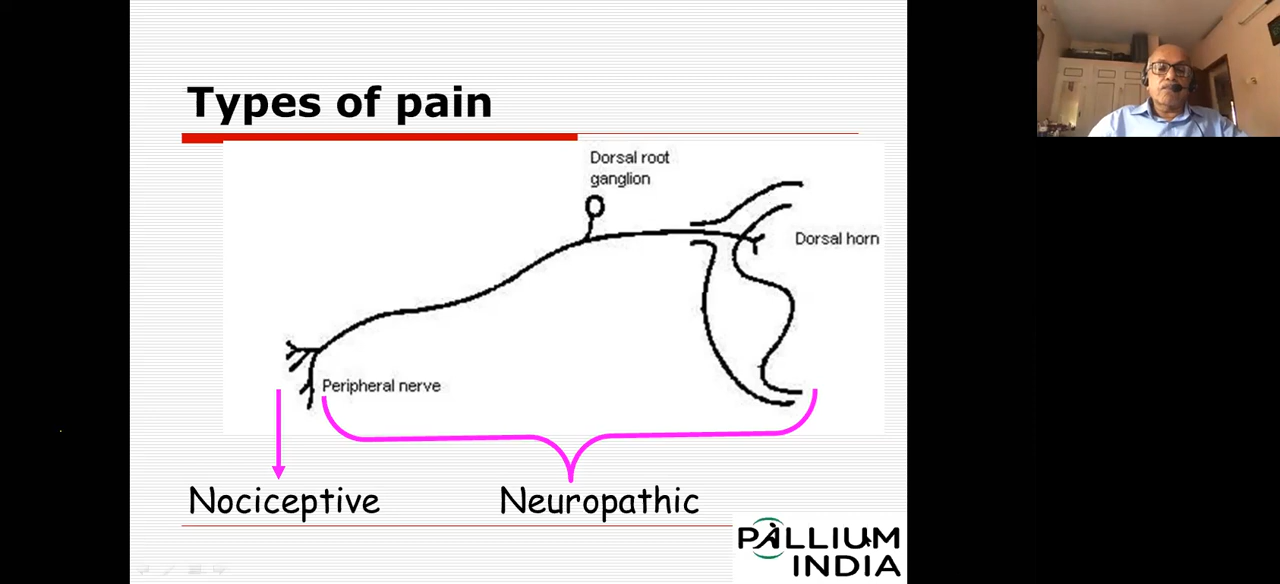 Types of pain
Dorsal root
ganglion
Dorsal horn
Peripheral nerve
Nociceptive
Neuropathic
PALLIUM
INDIA